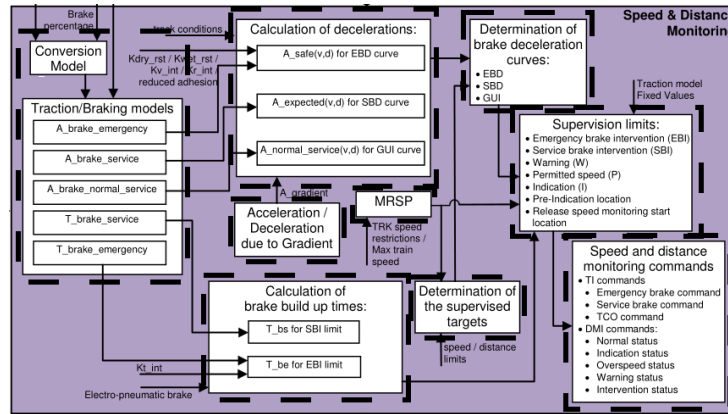 Brake
percentage
Speed & Distance
Monitoring
track conditions
Conversion
Model
Kdry_rst / Kwet_rst /
Kv_int / Kr_int /
reduced adhesion
Calculation of decelerations:
A_safe(v,d) for EBD curve
A_expected(v,d) for SBD curve
A_normal_service(v,d) for GUI curve
Determination of
brake deceleration
curves:
• EBD
• SBD
• GUI
Traction model
Fixed Values
Traction/Braking models
A_brake_emergency
A_brake_service
A_brake_normal_service
T_brake_service
T_brake_emergency
Supervision limits:
• Emergency brake intervention (EBI)
• Service brake intervention (SBI)
• Warning (W)
• Permitted speed (P)
• Indication (I)
• Pre-Indication location
• Release speed monitoring start
location
A_gradient
Acceleration /
Deceleration
due to Gradient
MRSP
TRK speed
restrictions /
Max train
speed
Calculation of
brake build up times:
T_bs for SBI limit
T_be for EBI limit
Kt_int
Electro-pneumatic brake
Determination of
the supervised
targets
speed / distance
limits
Speed and distance
monitoring commands
• TI commands
• Emergency brake command
• Service brake command
• TCO command
• DMI commands:
• Normal status
• Indication status
• Overspeed status
• Warning status
• Intervention status